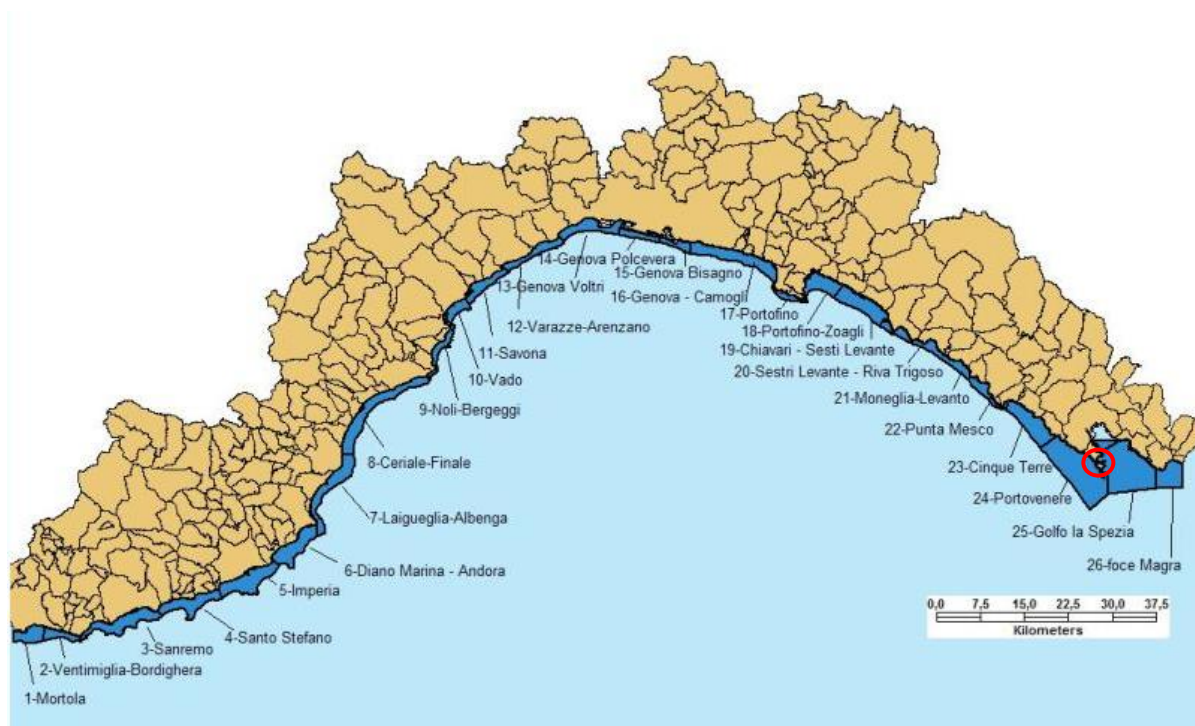 14-Genova Polcevera
15-Genova Bisagno
13-Genova Voltri
16-Genova - Camogli
17-Portofino
12-Varazze-Arenzano
18-Portofino-Zoagli
11-Savona
19-Chiavari - Sesti Levante
20-Sestri Levante - Riva Trigoso
10-Vado
21-Moneglia-Levanto
9-Noli-Bergeggi
22-Punta Mesco
8-Ceriale-Finale
23-Cinque Terre
24-Portovenere
7-Laigueglia-Albenga
25-Golfo la Spezia
6-Diano Marina - Andora
26-foce Magra
5-Imperia
0,0 7,5 15,0 22,5 30,0 37,5
Kilometers
4-Santo Stefano
3-Sanremo
2-Ventimiglia-Bordighera
1-Mortola